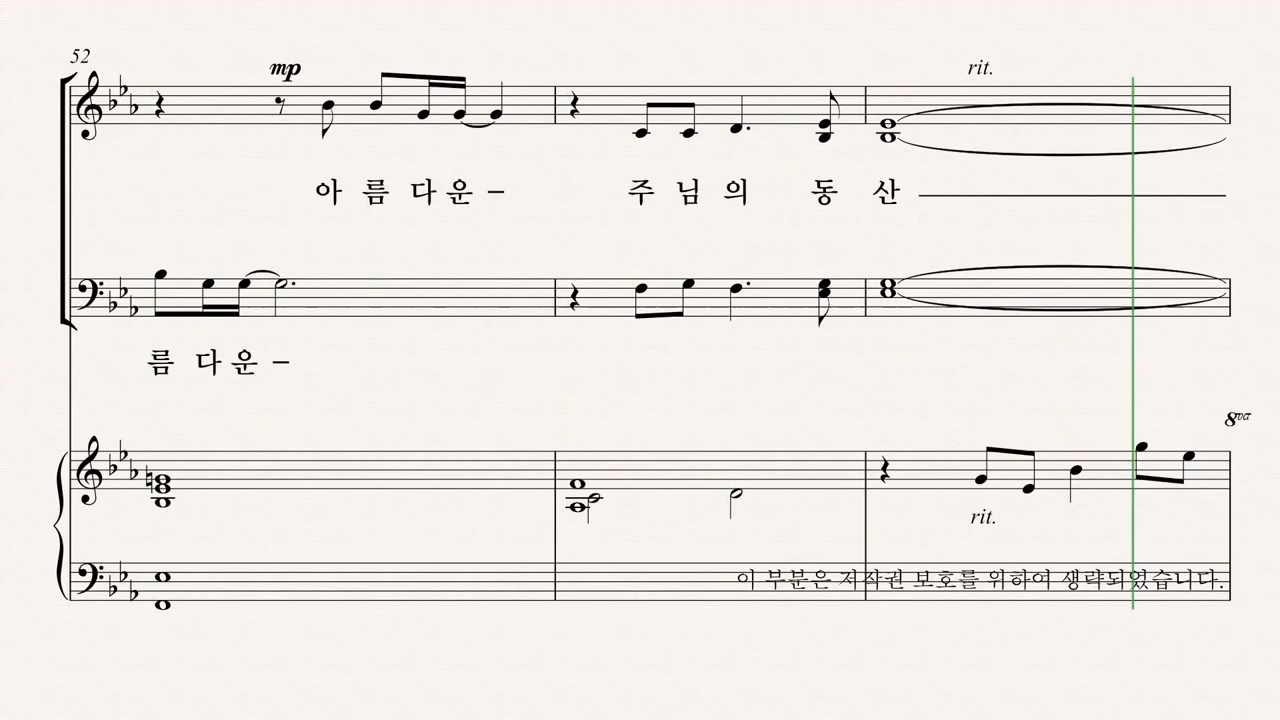 52
mp
rit.
아 름 다 운 –
주 님 의 동 산
름 다 운 –
8va
rit.
이 부분은 저작권 보호를 위하여 생략되었습니다.